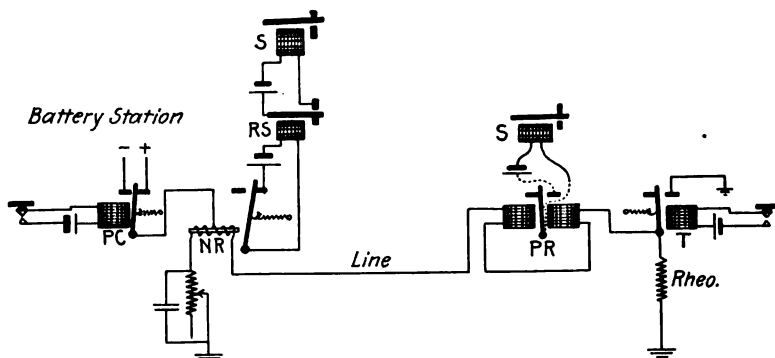 S
Battery Station
- +
RS
S
PC
NR
Line
PR
T
Rheo.